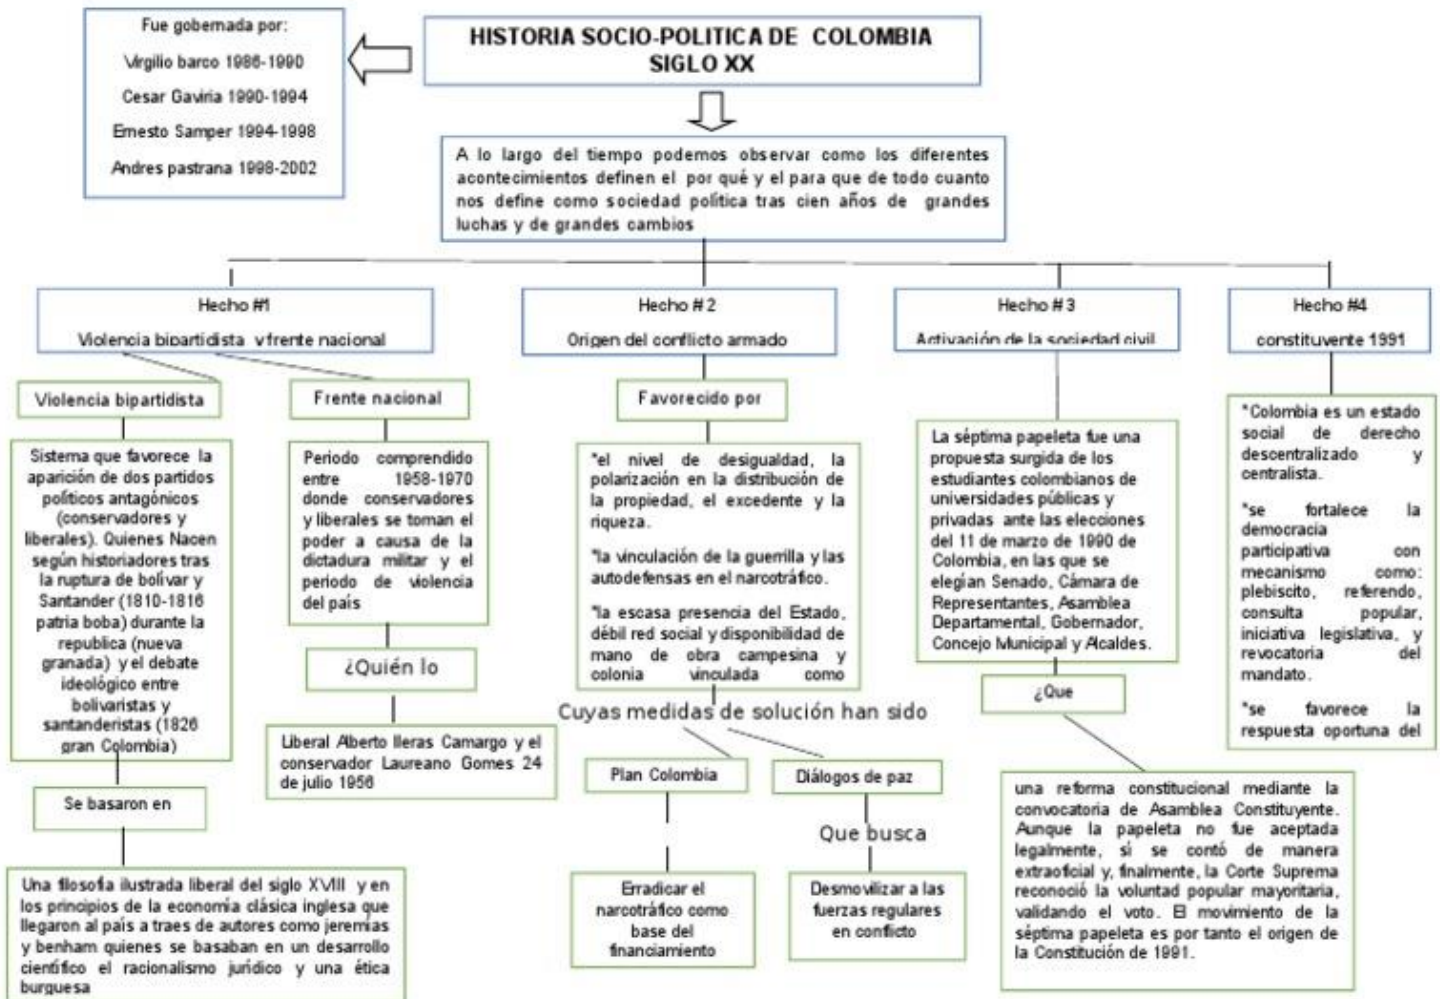 Fue gobernada por:
Virgilio barco 1986-1990
Cesar Gaviria 1990-1994
Ernesto Samper 1994-1998
Andres pastrana 1998-2002
HISTORIA SOCIO-POLITICA DE COLOMBIA
SIGLO XX
A lo largo del tiempo podemos observar como los diferentes
acontecimientos definen el por qué y el para que de todo cuanto
nos define como sociedad política tras cien años de grandes
luchas y de grandes cambios
Hecho #1
Violencia bipartidista y frente nacional
Violencia bipartidista
Sistema que favorece la
aparición de dos partidos
políticos antagónicos
(conservadores y
liberales). Quienes Nacen
según historiadores tras
la ruptura de bolívar y
Santander (1810-1816
patria boba) durante la
republica (nueva
granada) y el debate
ideológico entre
bolivaristas y
santanderistas (1826
gran Colombia)
Se basaron en
Una filosofía ilustrada liberal del siglo XVIII y en
los principios de la economía clásica inglesa que
llegaron al país a traes de autores como jeremías
y benham quienes se basaban en un desarrollo
científico el racionalismo jurídico y una ética
burguesa
Frente nacional
Periodo comprendido
entre 1958-1970
donde conservadores
y liberales se toman el
poder a causa de la
dictadura militar y el
periodo de violencia
del país
¿Quién lo
Liberal Alberto lleras Camargo y el
conservador Laureano Gomes 24
de julio 1956
Hecho # 2
Origen del conflicto armado
Favorecido por
*el nivel de desigualdad, la
polarización en la distribución de
la propiedad, el excedente y la
riqueza.
*la vinculación de la guerrilla y las
autodefensas en el narcotráfico.
*la escasa presencia del Estado,
débil red social y disponibilidad de
mano de obra campesina y
colonia vinculada como
Cuyas medidas de solución han sido
Plan Colombia
Erradicar el
narcotráfico como
base del
financiamiento
Diálogos de paz
Que busca
Desmovilizar a las
fuerzas regulares
en conflicto
Hecho # 3
Activación de la sociedad civil
La séptima papeleta fue una
propuesta surgida de los
estudiantes colombianos de
universidades públicas y
privadas ante las elecciones
del 11 de marzo de 1990 de
Colombia, en las que se
elegían Senado, Cámara de
Representantes, Asamblea
Departamental, Gobernador,
Concejo Municipal y Alcaldes.
¿Que
una reforma constitucional mediante la
convocatoria de Asamblea Constituyente.
Aunque la papeleta no fue aceptada
legalmente, sí se contó de manera
extraoficial y, finalmente, la Corte Suprema
reconoció la voluntad popular mayoritaria,
validando el voto. El movimiento de la
séptima papeleta es por tanto el origen de
la Constitución de 1991.
Hecho #4
constituyente 1991
*Colombia es un estado
social de derecho
descentralizado y
centralista.
*se fortalece la
democracia
participativa con
mecanismo como:
plebiscito, referendo,
consulta popular,
iniciativa legislativa, y
revocatoria del
mandato.
*se favorece la
respuesta oportuna del